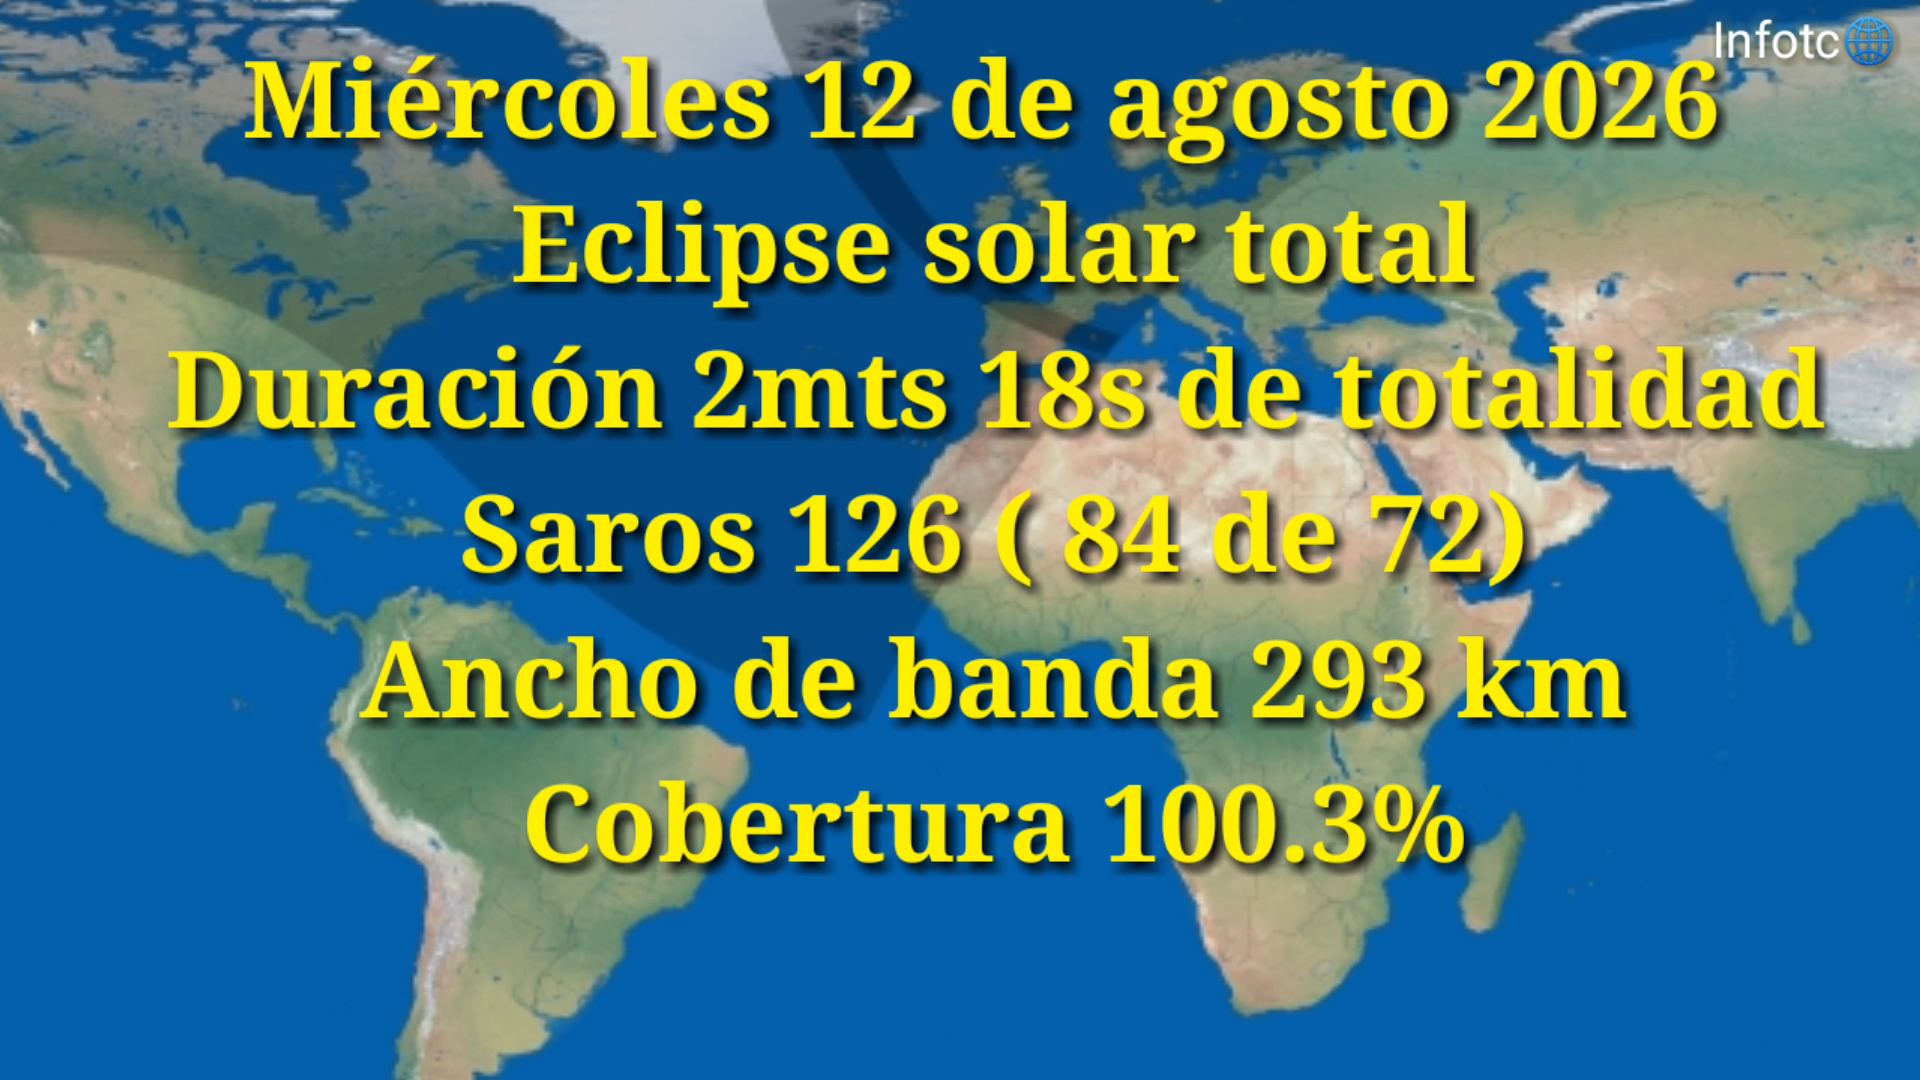 Infotc
Miércoles 12 de agosto 2026
Eclipse solar total
Duración 2mts 18s de totalidad
Saros 126 ( 84 de 72)
Ancho de banda 293 km
Cobertura 100.3%